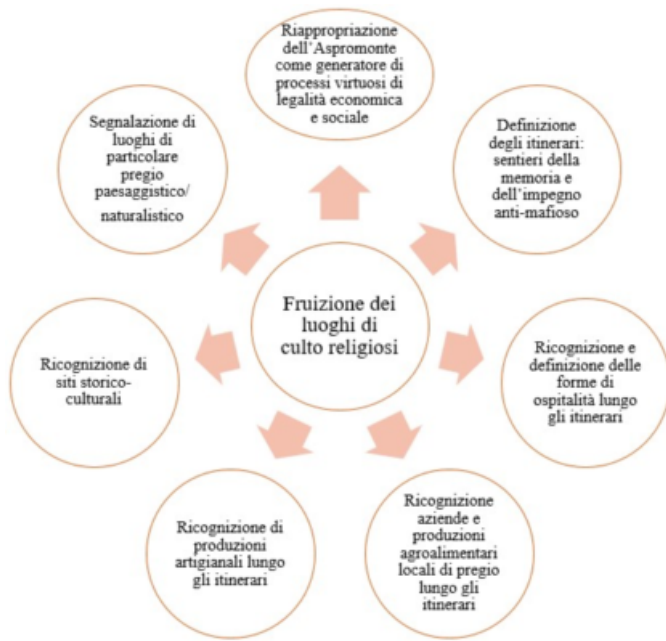 Riappropriazione
dell'Aspromonte
come generatore di
processi virtuosi di
legalità economica
e sociale
Definizione
degli itinerari:
sentieri della
memoria e
dell'impegno
anti-mafioso
Ricognizione e
definizione delle
forme di
ospitalità lungo
gli itinerari
Ricognizione
aziende e
produzioni
agroalimentari
locali di pregio
lungo gli
itinerari
Ricognizione di
produzioni
artigianali lungo
gli itinerari
Ricognizione di
siti storico-
culturali
Segnalazione di
luoghi di
particolare
pregio
paesaggistico/
naturalistico
Fruizione dei
luoghi di
culto religiosi